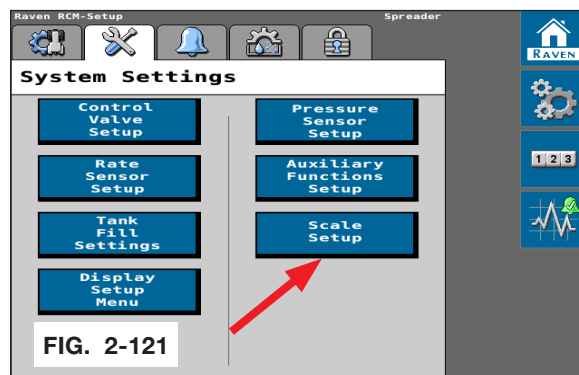 Raven RCM-Setup
Spreader
RAVEN
System Settings
Control
Valve
Setup
Pressure
Sensor
Setup
Rate
Sensor
Setup
Auxiliary
Functions
Setup
Tank
Fill
Settings
Scale
Setup
Display
Setup
Menu
1 2 3
FIG. 2-121